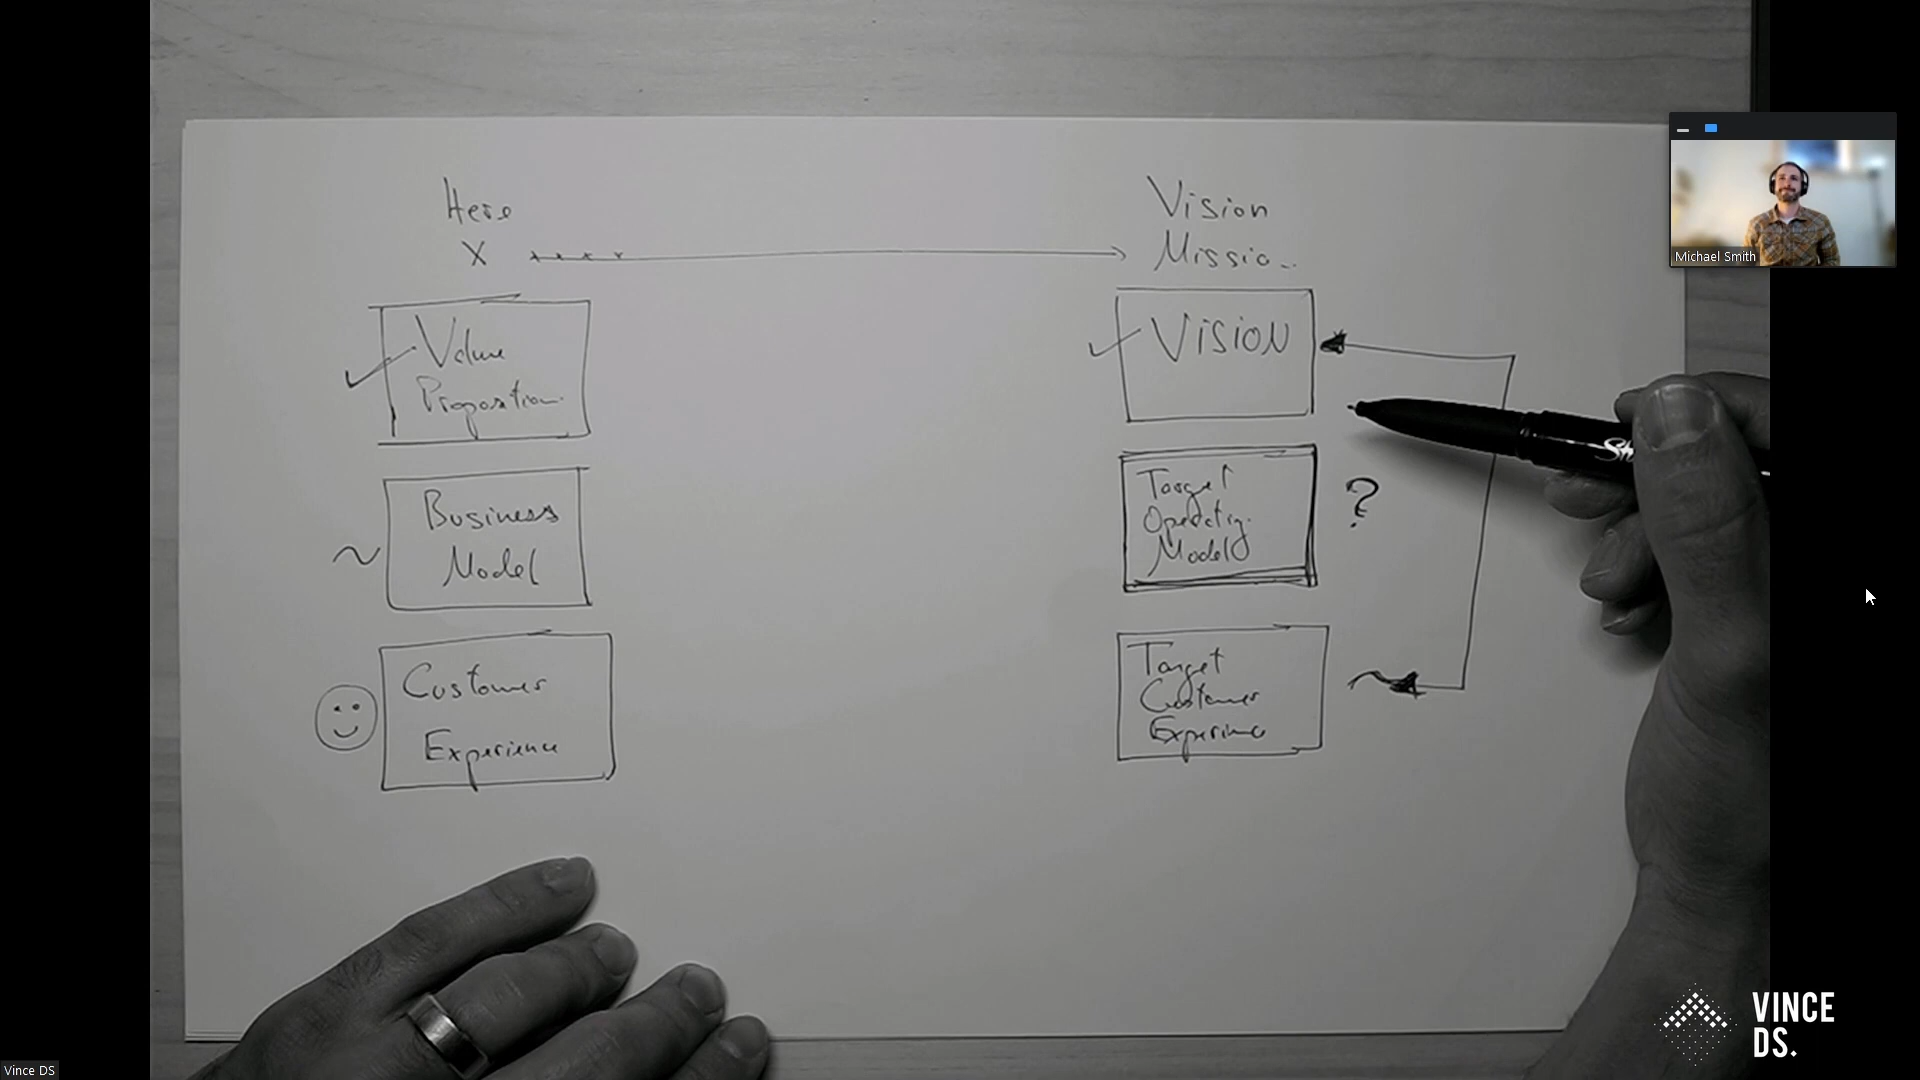 Here
X
Vision
Missio..
Value
Proposition
VISION
Business
Model
Target
Operating
Model
?
Customer
Experience
Target
Customer
Experience
Sh
Michael Smith
VINCE
DS.
Vince DS